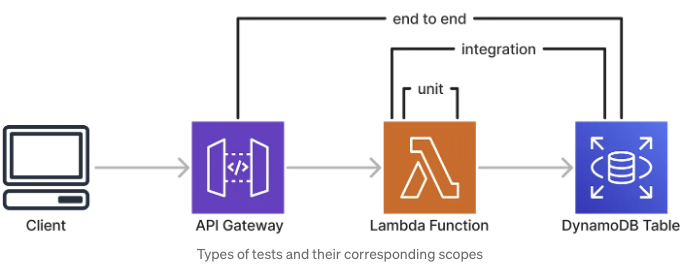 end to end
integration
unit
</>
Client
API Gateway
Lambda Function
DynamoDB Table
Types of tests and their corresponding scopes